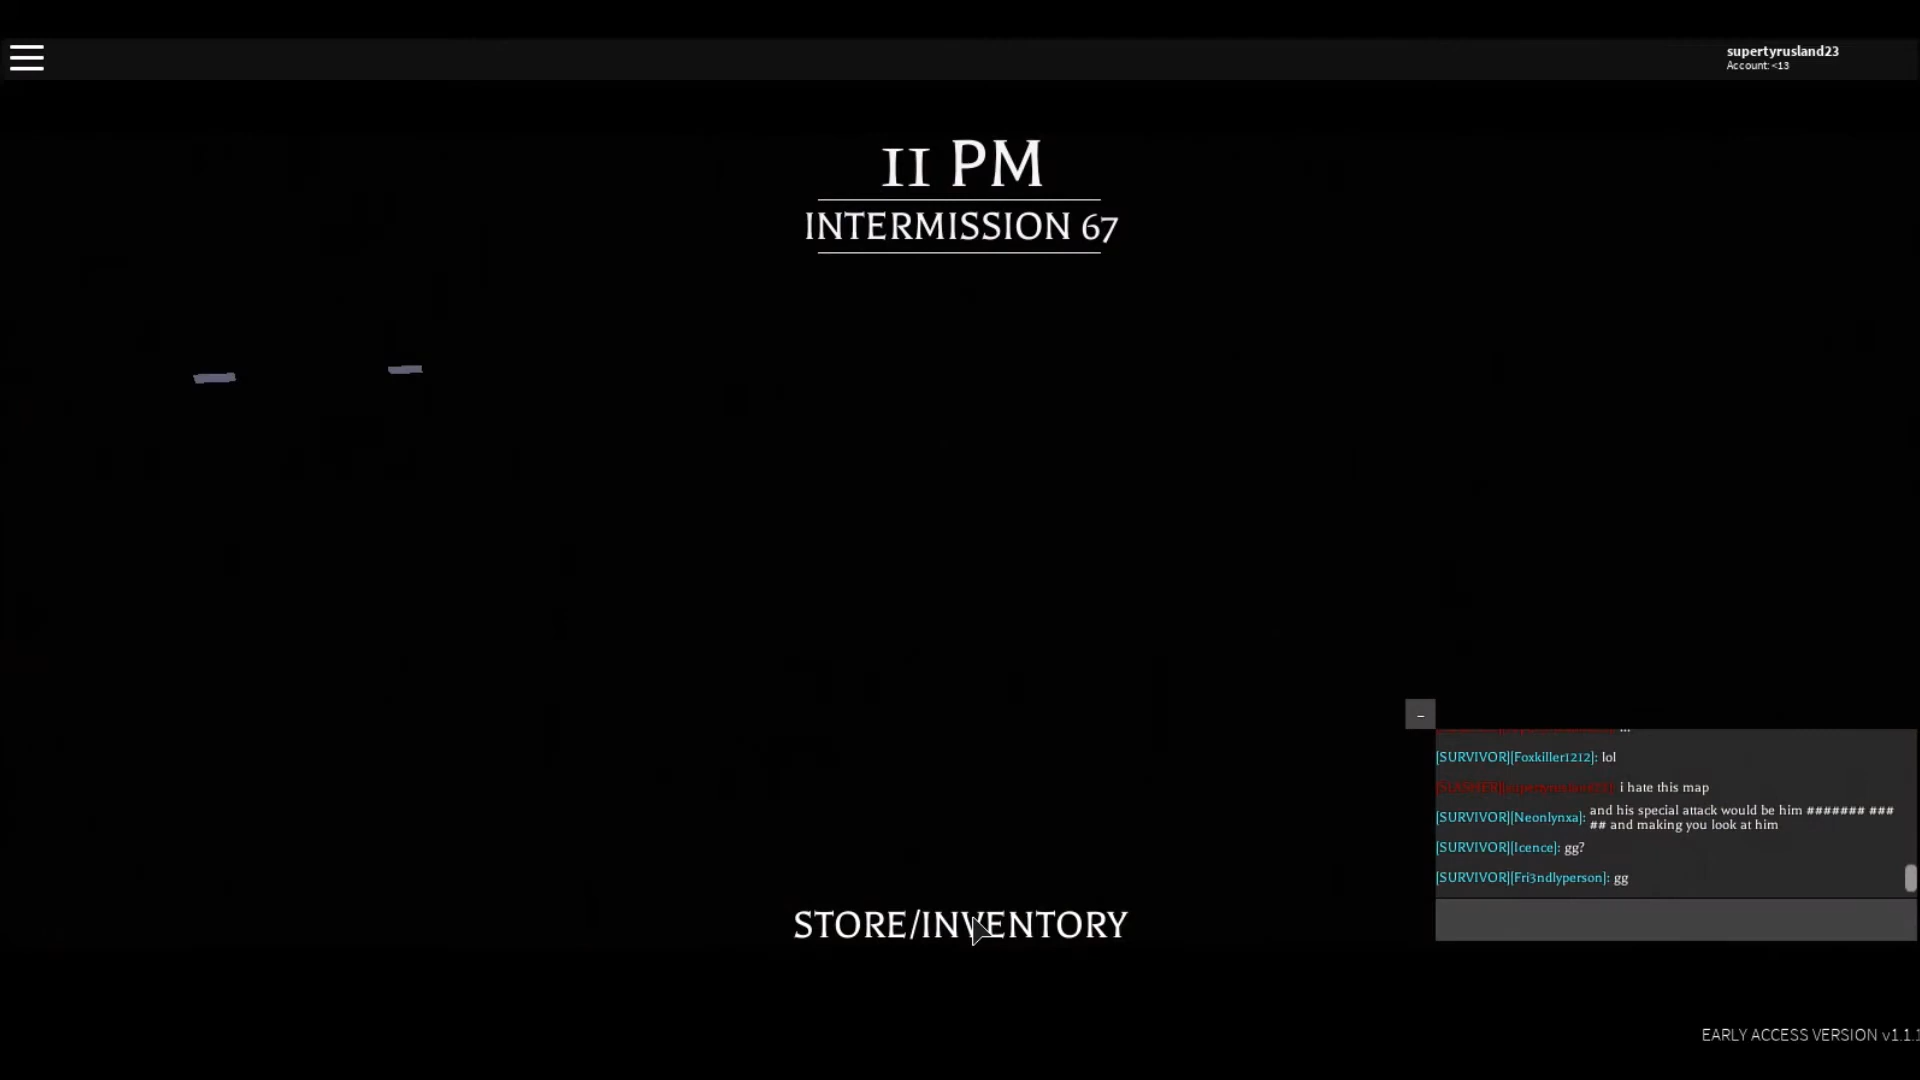 supertyrusland23
Account: <13
11 PM
INTERMISSION 67
-
...
[SURVIVOR][Foxkiller1212]: lol
[SLASHER][supertyrusland23]: i hate this map
[SURVIVOR][Neonlynxa]: and his special attack would be him ####### ###
## and making you look at him
[SURVIVOR][Icence]: gg?
[SURVIVOR][Fri3ndlyperson]: gg
STORE/INVENTORY
EARLY ACCESS VERSION v1.1.1